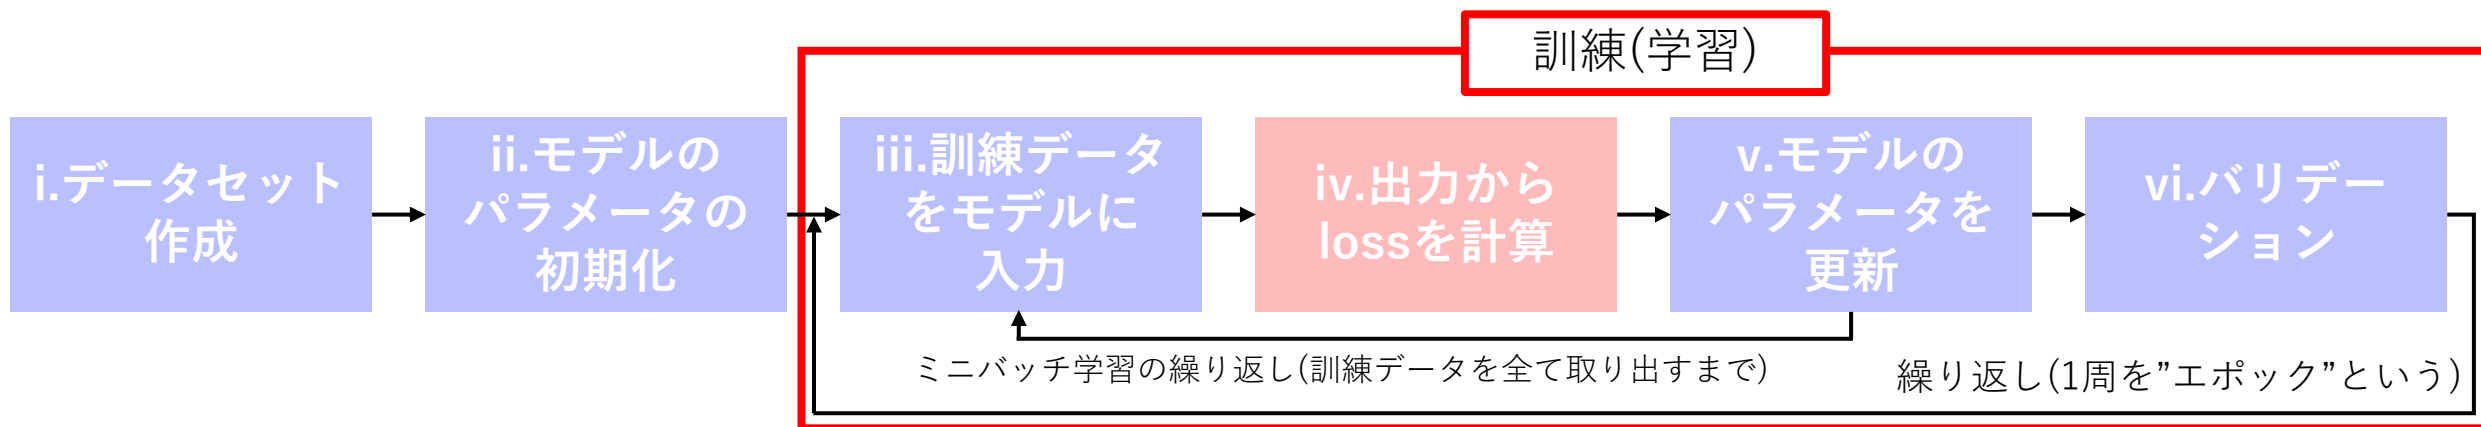 訓練(学習)
i.データセット
作成
ii.モデルの
パラメータの
初期化
iii.訓練データ
をモデルに
入力
iv.出力から
lossを計算
v.モデルの
パラメータを
更新
vi.バリデー
ション
ミニバッチ学習の繰り返し(訓練データを全て取り出すまで)
繰り返し(1周を”エポック”という)